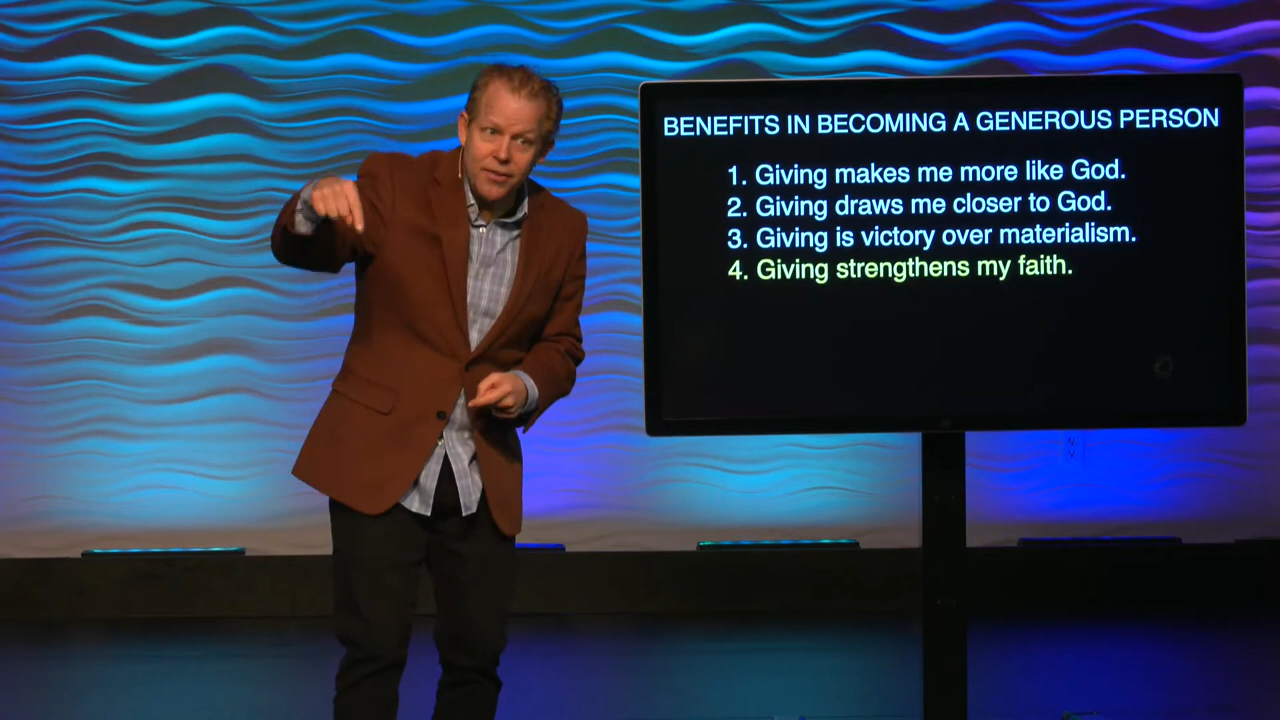 BENEFITS IN BECOMING A GENEROUS PERSON
1. Giving makes me more like God.
2. Giving draws me closer to God.
3. Giving is victory over materialism.
4. Giving strengthens my faith.